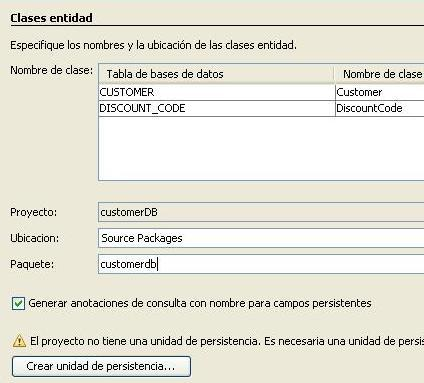 Clases entidad
Especifique los nombres y la ubicación de las clases entidad.
Nombre de clase: Tabla de bases de datos Nombre de clase
CUSTOMER Customer
DISCOUNT_CODE DiscountCode
Proyecto: customerDB
Ubicacion: Source Packages
Paquete: customerdb
Generar anotaciones de consulta con nombre para campos persistentes
El proyecto no tiene una unidad de persistencia. Es necesaria una unidad de persis
Crear unidad de persistencia...